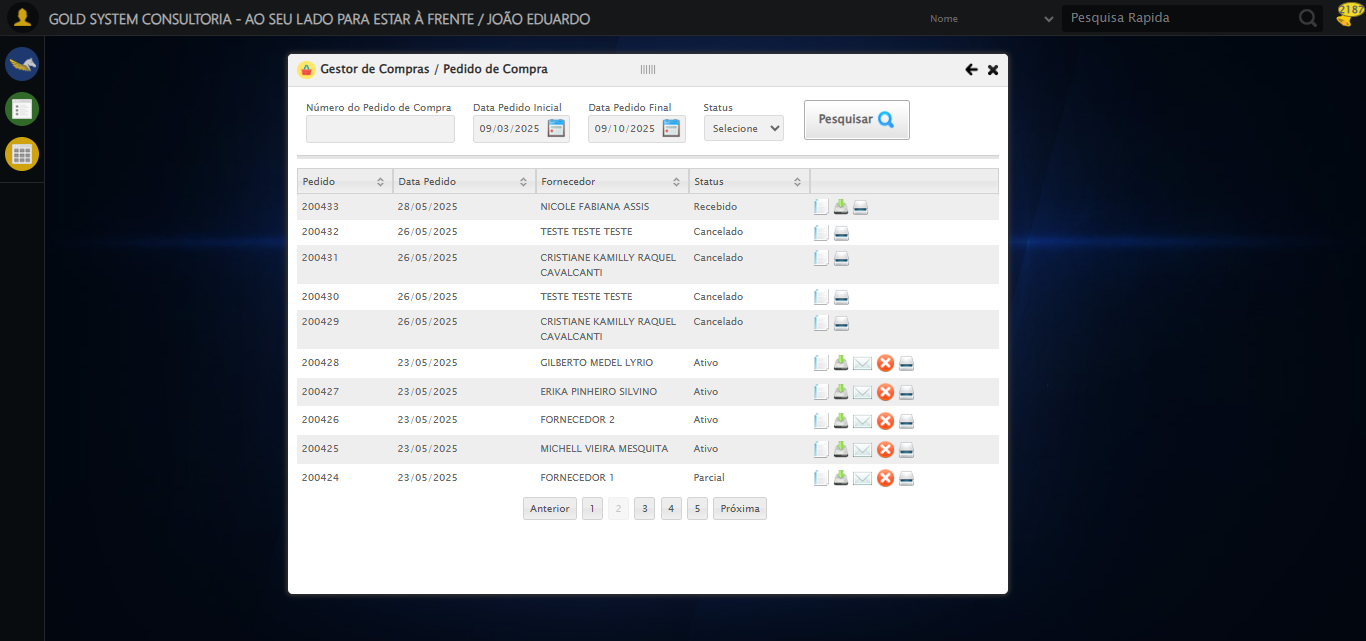 GOLD SYSTEM CONSULTORIA - AO SEU LADO PARA ESTAR À FRENTE / JOÃO EDUARDO
Nome
Pesquisa Rapida
2187
Gestor de Compras / Pedido de Compra
Número do Pedido de Compra Data Pedido Inicial Data Pedido Final Status
09/03/2025 09/10/2025 Selecione Pesquisar
Pedido Data Pedido Fornecedor Status
200433 28/05/2025 NICOLE FABIANA ASSIS Recebido
200432 26/05/2025 TESTE TESTE TESTE Cancelado
200431 26/05/2025 CRISTIANE KAMILLY RAQUEL Cancelado
CAVALCANTI
200430 26/05/2025 TESTE TESTE TESTE Cancelado
200429 26/05/2025 CRISTIANE KAMILLY RAQUEL Cancelado
CAVALCANTI
200428 23/05/2025 GILBERTO MEDEL LYRIO Ativo
200427 23/05/2025 ERIKA PINHEIRO SILVINO Ativo
200426 23/05/2025 FORNECEDOR 2 Ativo
200425 23/05/2025 MICHELL VIEIRA MESQUITA Ativo
200424 23/05/2025 FORNECEDOR 1 Parcial
Anterior 1 2 3 4 5 Próxima